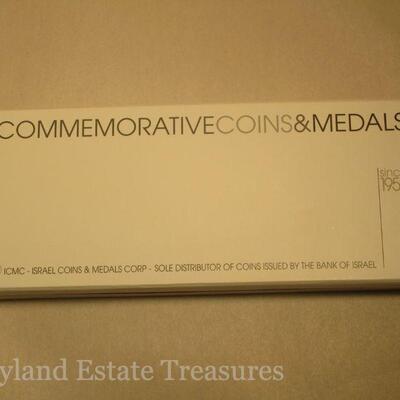 COMMEMORATIVECOINS&MEDALS
sinc
195
ICMC - ISRAEL COINS & MEDALS CORP - SOLE DISTRIBUTOR OF COINS ISSUED BY THE BANK OF ISRAEL
yland Estate Treasures